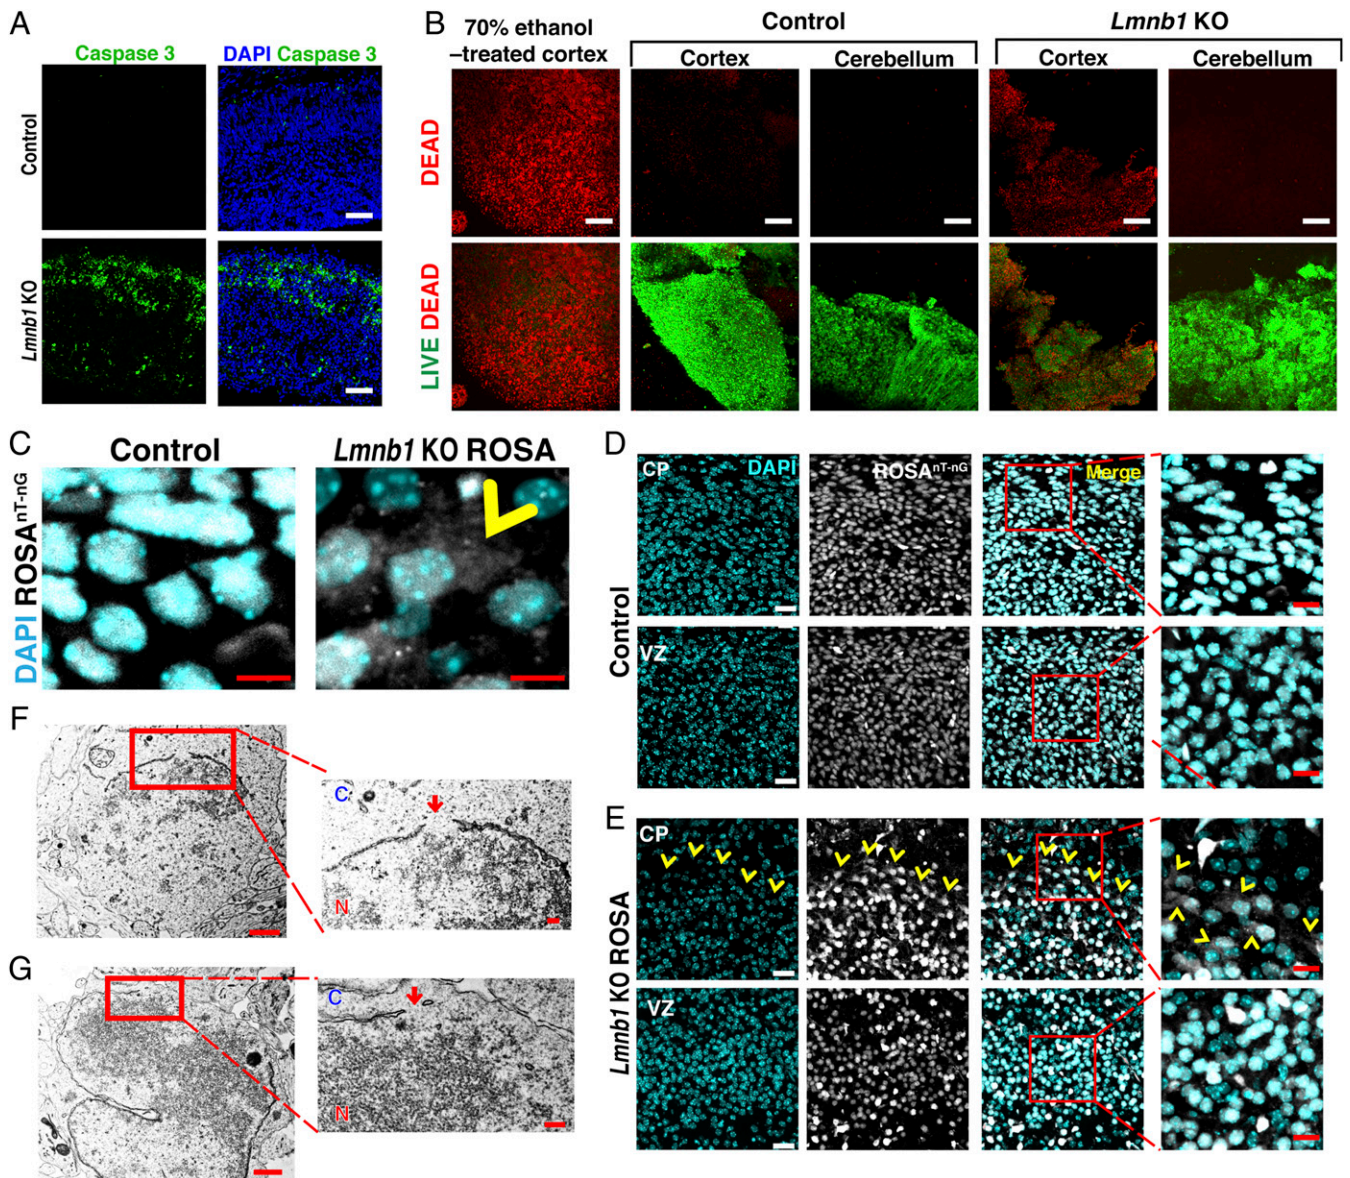 A
Caspase 3
DAPI Caspase 3
Control
Lmnb1 KO
B
70% ethanol
–treated cortex
Control
Lmnb1 KO
Cortex
Cerebellum
Cortex
Cerebellum
DEAD
LIVE DEAD
C
Control
Lmnb1 KO ROSA
DAPI ROSAnT-nG
D
CP
DAPI
ROSAnT-nG
Merge
Control
VZ
E
CP
Lmnb1 KO ROSA
VZ
F
C
N
G
C
N